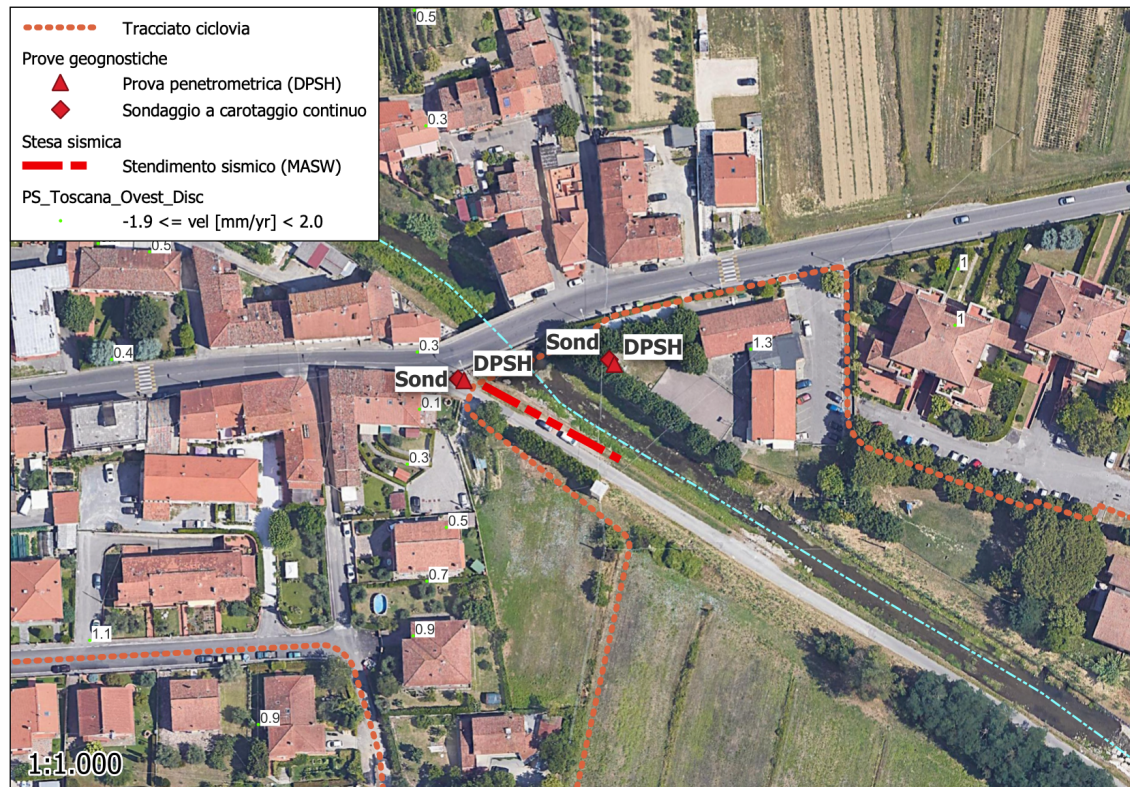 Tracciato ciclovia
Prove geognostiche
Prova penetrometrica (DPSH)
Sondaggio a carotaggio continuo
Stesa sismica
Stendimento sismico (MASW)
PS_Toscana_Ovest_Disc
-1.9 <= vel [mm/yr] < 2.0
0.5
0.3
0.5
1
0.4
0.3
Sond
DPSH
1
1.3
Sond
DPSH
0.1
0.3
0.5
0.7
1.1
0.9
0.9
1:1.000